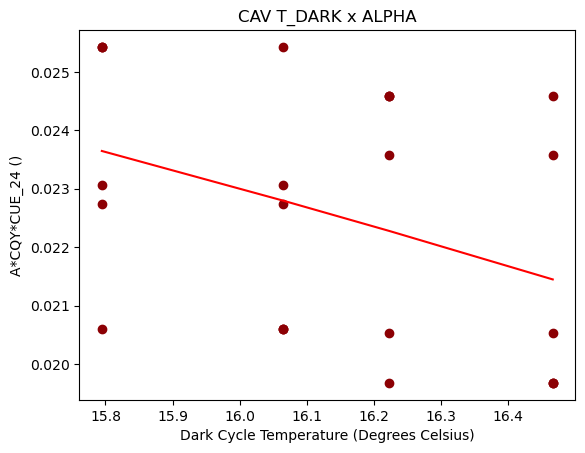 CAV T_DARK x ALPHA
A*CQY*CUE_24 ()
0.025
0.024
0.023
0.022
0.021
0.020
15.8 15.9 16.0 16.1 16.2 16.3 16.4
Dark Cycle Temperature (Degrees Celsius)